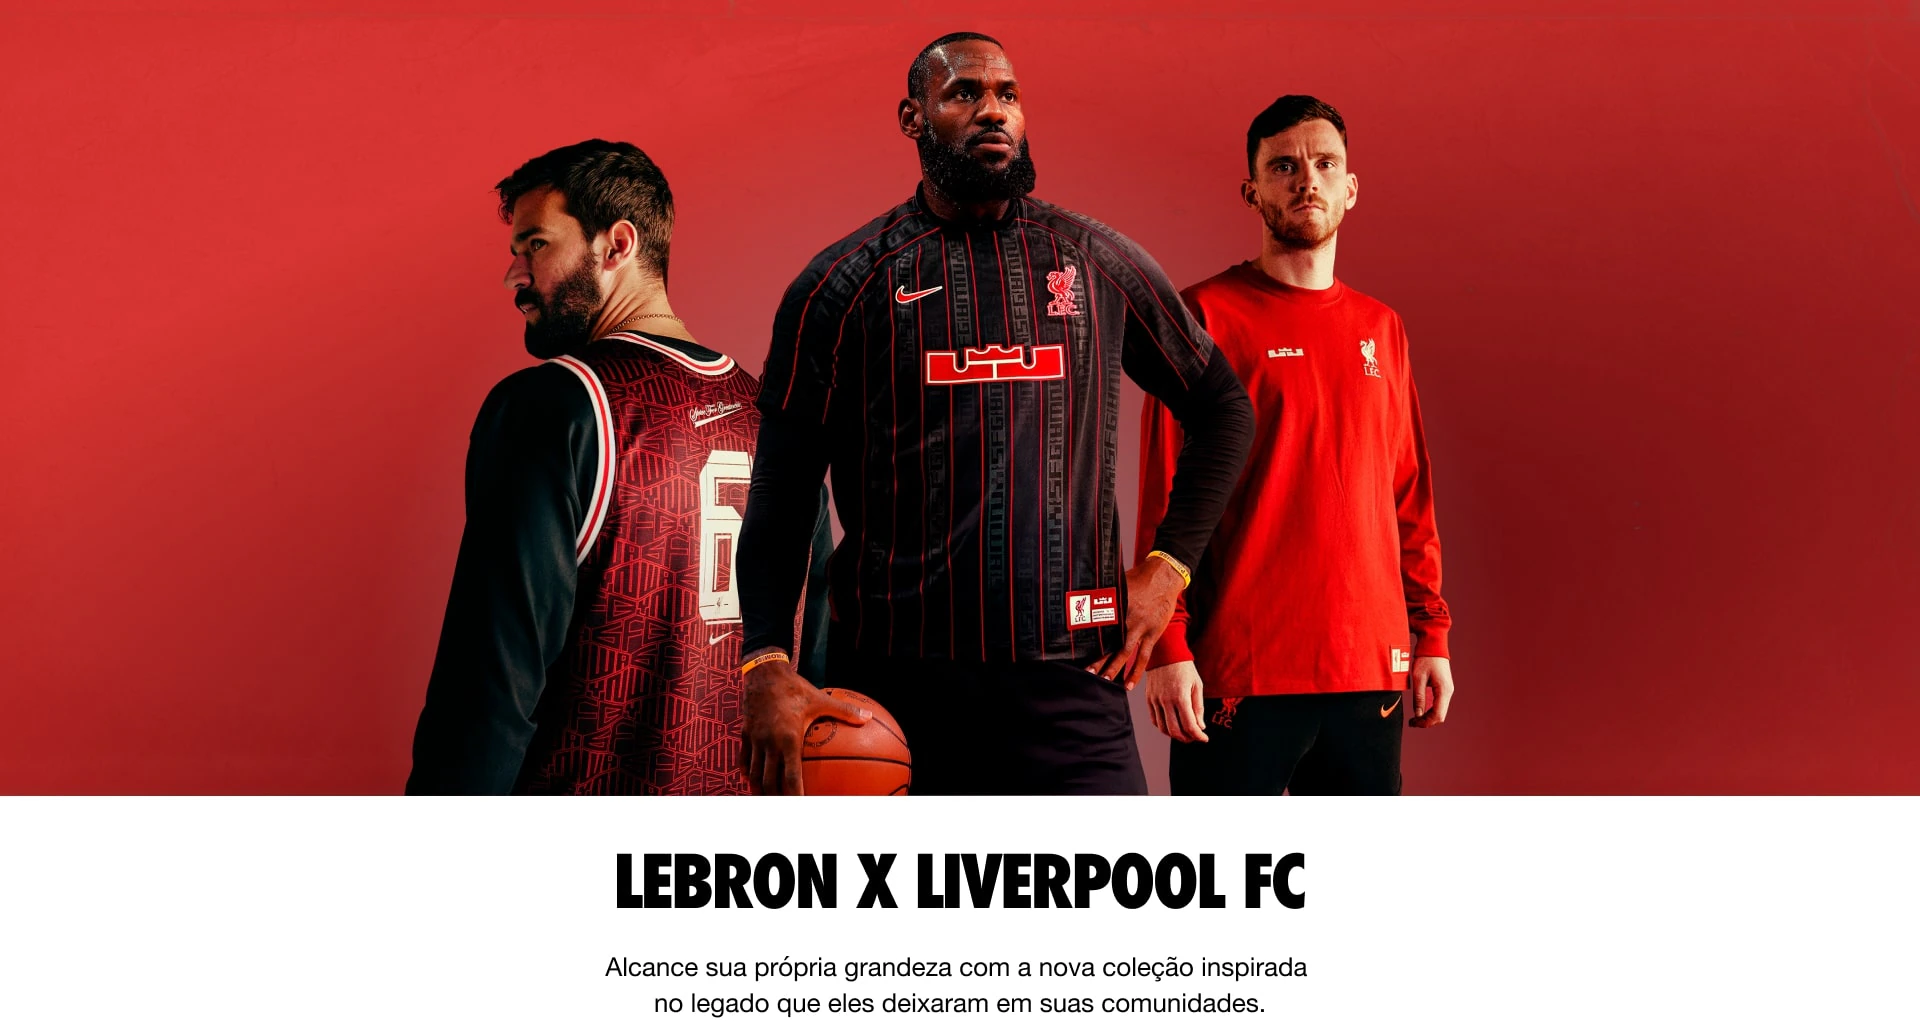 L.F.C.
L.F.C.
6
L.F.C.
L.F.C.
LEBRON X LIVERPOOL FC
Alcance sua própria grandeza com a nova coleção inspirada
no legado que eles deixaram em suas comunidades.